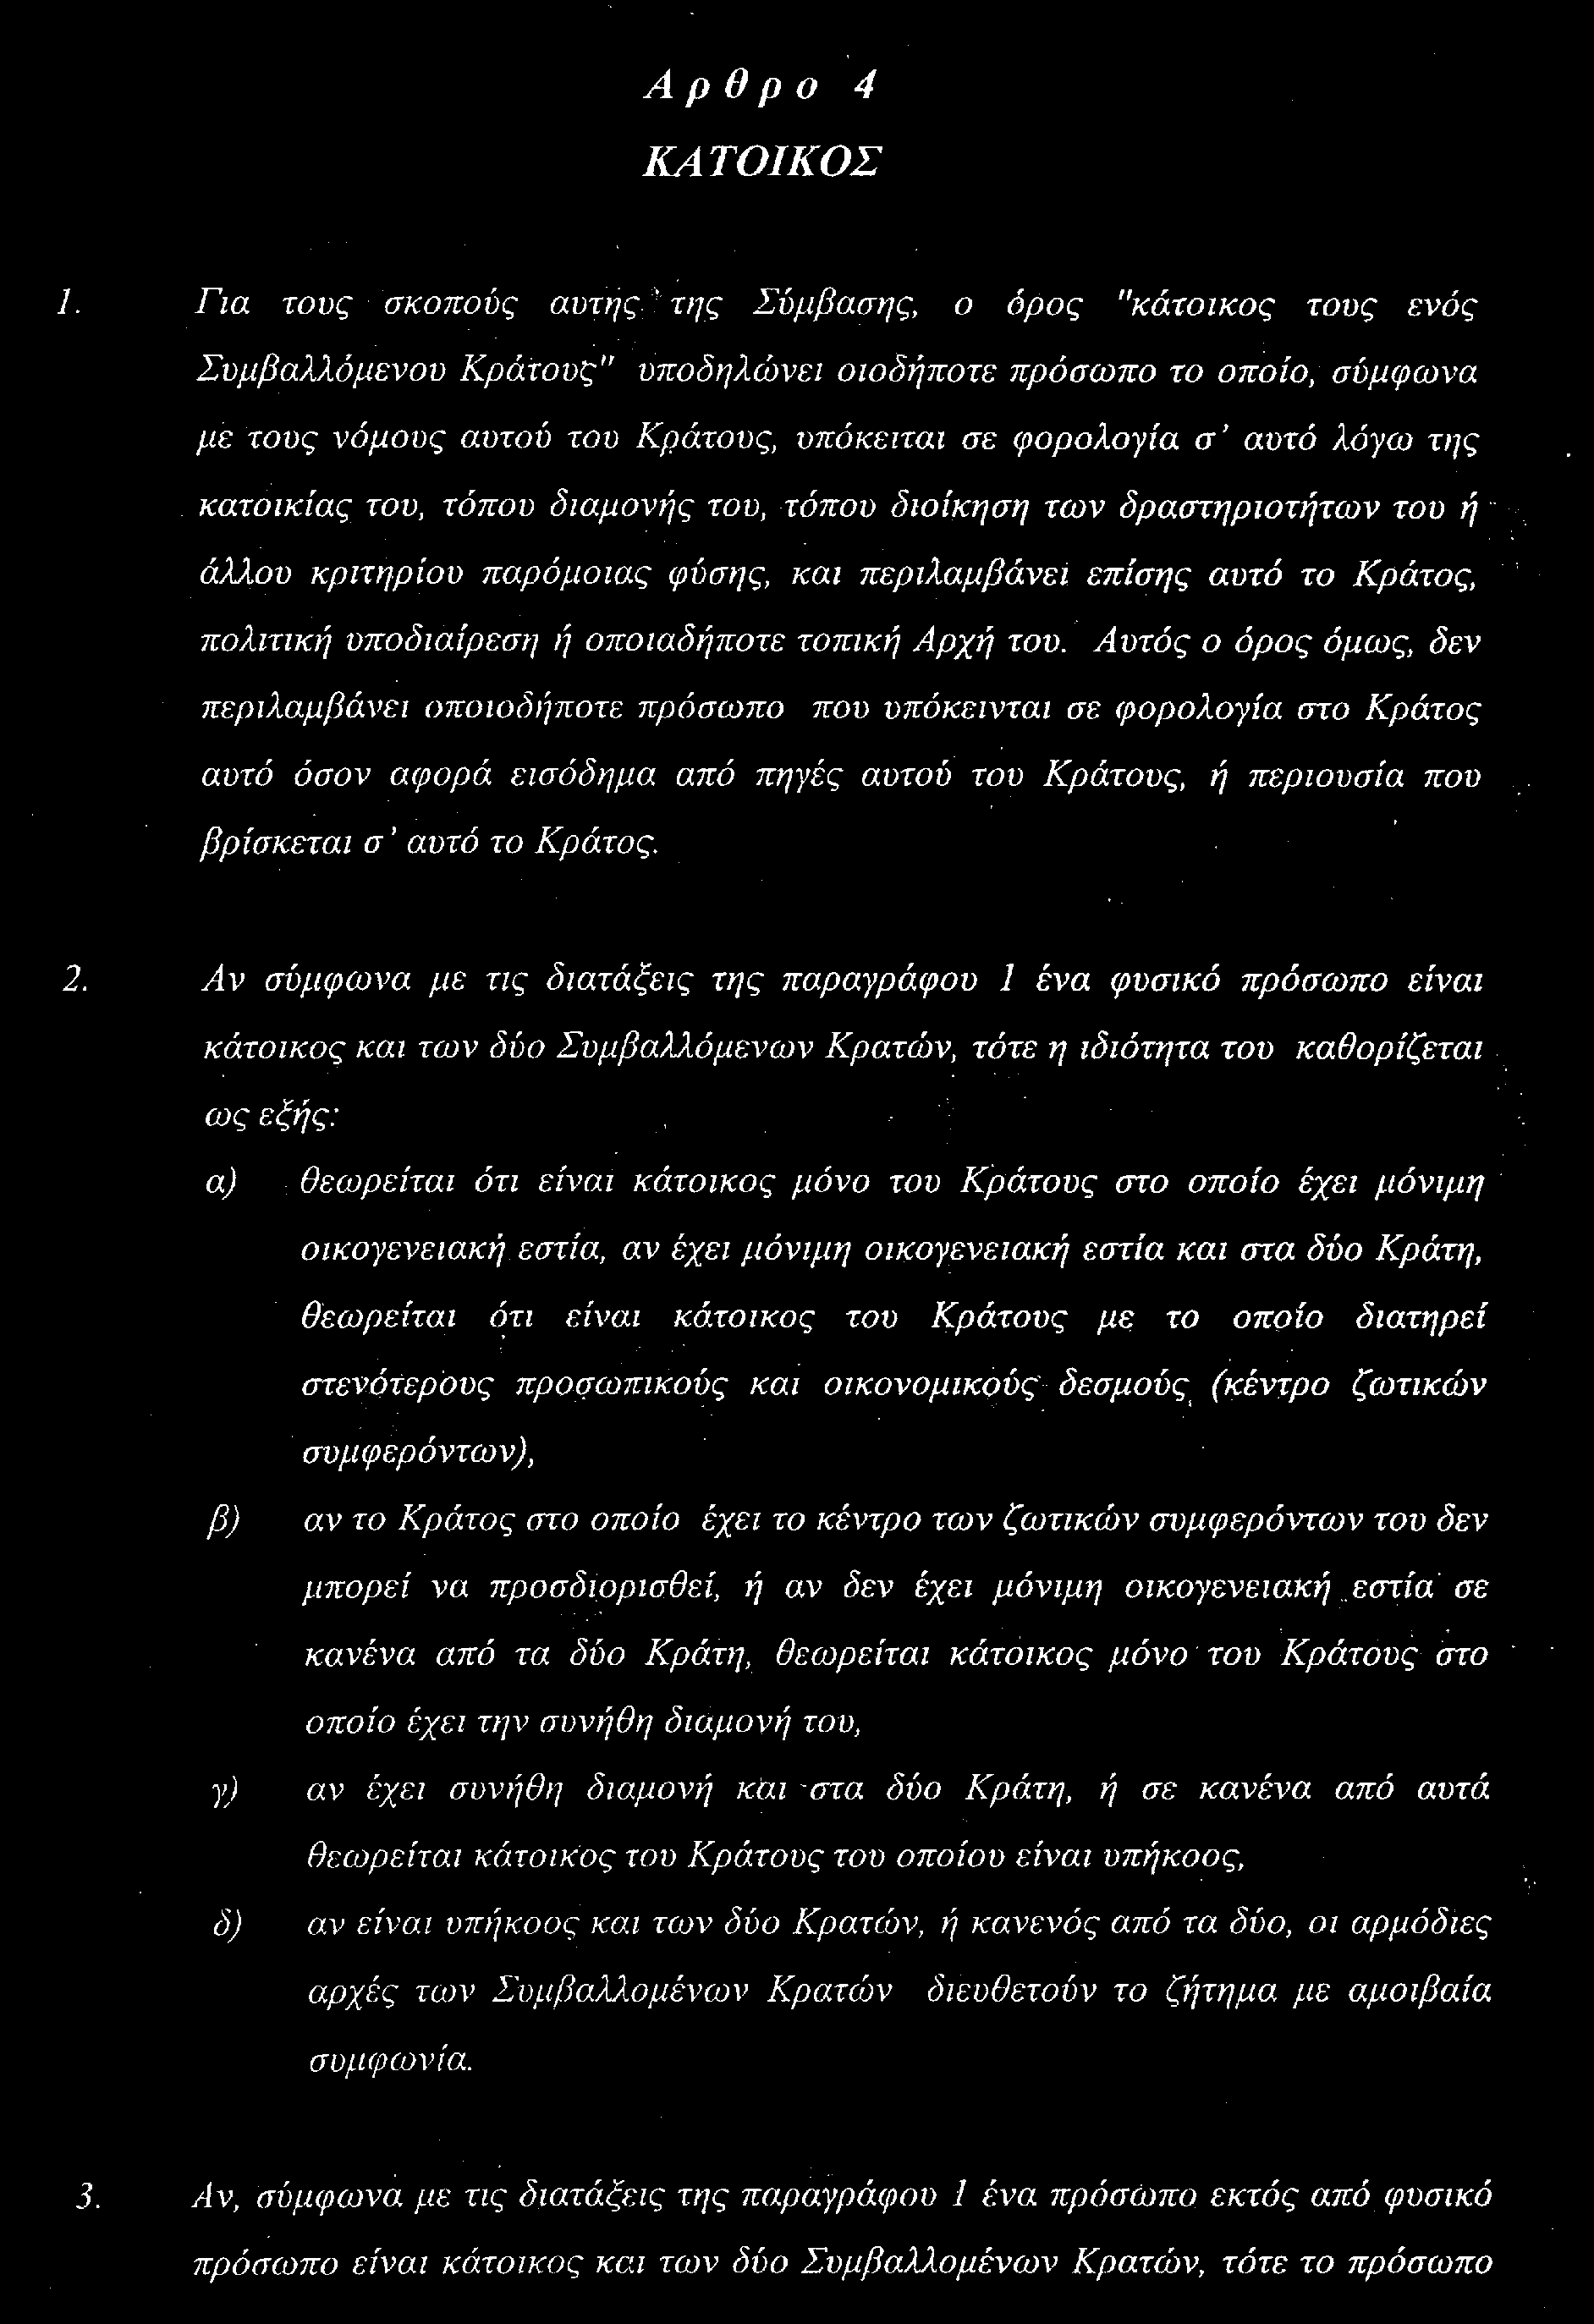 Αρθρο 4
ΚΑΤΟΙΚΟΣ
1. Για τους σκοπούς αυτής της Σύμβασης, ο όρος "κάτοικος τους ενός
Συμβαλλόμενου Κράτους" υποδηλώνει οιοδήποτε πρόσωπο το οποίο, σύμφωνα
με τους νόμους αυτού του Κράτους, υπόκειται σε φορολογία σ' αυτό λόγω της
κατοικίας του, τόπου διαμονής του, τόπου διοίκηση των δραστηριοτήτων του ή
άλλου κριτηρίου παρόμοιας φύσης, και περιλαμβάνει επίσης αυτό το Κράτος,
πολιτική υποδιαίρεση ή οποιαδήποτε τοπική Αρχή του. Αυτός ο όρος όμως, δεν
περιλαμβάνει οποιοδήποτε πρόσωπο που υπόκεινται σε φορολογία στο Κράτος
αυτό όσον αφορά εισόδημα από πηγές αυτού του Κράτους, ή περιουσία που
βρίσκεται σ' αυτό το Κράτος.
2. Αν σύμφωνα με τις διατάξεις της παραγράφου 1 ένα φυσικό πρόσωπο είναι
κάτοικος και των δύο Συμβαλλόμενων Κρατών, τότε η ιδιότητα του καθορίζεται
ως εξής:
α) θεωρείται ότι είναι κάτοικος μόνο του Κράτους στο οποίο έχει μόνιμη
οικογενειακή εστία, αν έχει μόνιμη οικογενειακή εστία και στα δύο Κράτη,
θεωρείται ότι είναι κάτοικος του Κράτους με το οποίο διατηρεί
στενότερους προσωπικούς και οικονομικούς δεσμούς (κέντρο ζωτικών
συμφερόντων),
β) αν το Κράτος στο οποίο έχει το κέντρο των ζωτικών συμφερόντων του δεν
μπορεί να προσδιορισθεί, ή αν δεν έχει μόνιμη οικογενειακή εστία σε
κανένα από τα δύο Κράτη, θεωρείται κάτοικος μόνο του Κράτους στο
οποίο έχει την συνήθη διαμονή του,
γ) αν έχει συνήθη διαμονή και στα δύο Κράτη, ή σε κανένα από αυτά
θεωρείται κάτοικος του Κράτους του οποίου είναι υπήκοος,
δ) αν είναι υπήκοος και των δύο Κρατών, ή κανενός από τα δύο, οι αρμόδιες
αρχές των Συμβαλλομένων Κρατών διευθετούν το ζήτημα με αμοιβαία
συμφωνία.
3. Αν, σύμφωνα με τις διατάξεις της παραγράφου 1 ένα πρόσωπο εκτός από φυσικό
πρόσωπο είναι κάτοικος και των δύο Συμβαλλομένων Κρατών, τότε το πρόσωπο